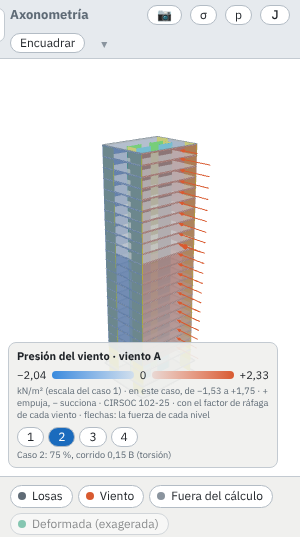 Axonometría
σ
p
J
Encuadrar
Presión del viento · viento A
−2,04 0 +2,33
kN/m² (escala del caso 1) · en este caso, de −1,53 a +1,75 · +
empuja, − succiona · CIRSOC 102-25 · con el factor de ráfaga
de cada viento · flechas: la fuerza de cada nivel
1 2 3 4
Caso 2: 75 %, corrido 0,15 B (torsión)
Losas Viento Fuera del cálculo
Deformada (exagerada)